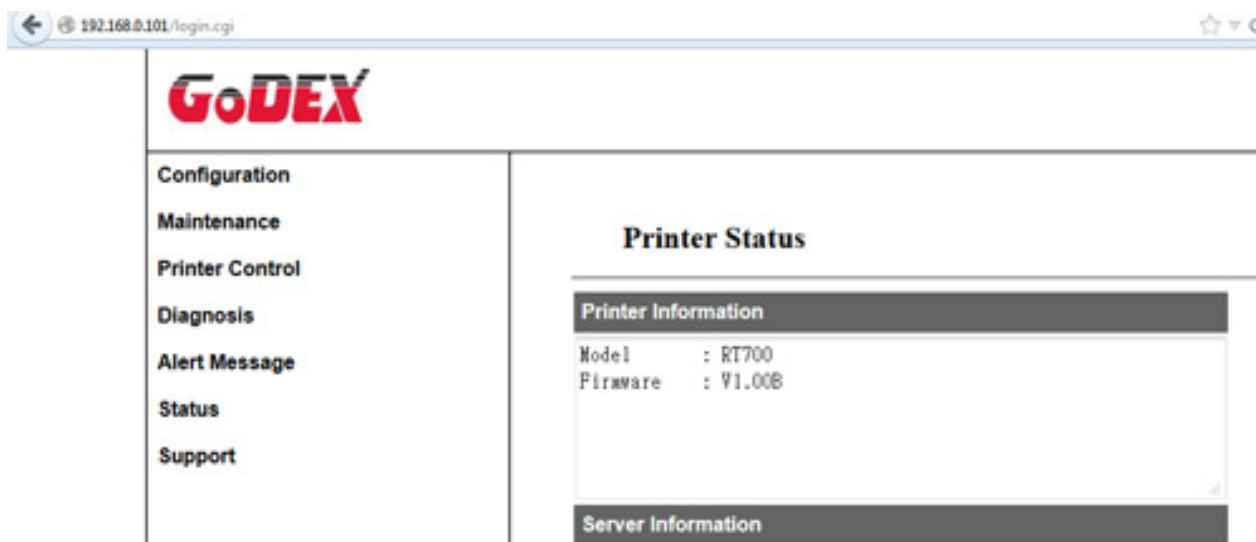 192.168.0.101/login.cgi
GoDEX
Configuration
Maintenance
Printer Control
Diagnosis
Alert Message
Status
Support
Printer Status
Printer Information
Model : RT700
Firmware : V1.00B
Server Information